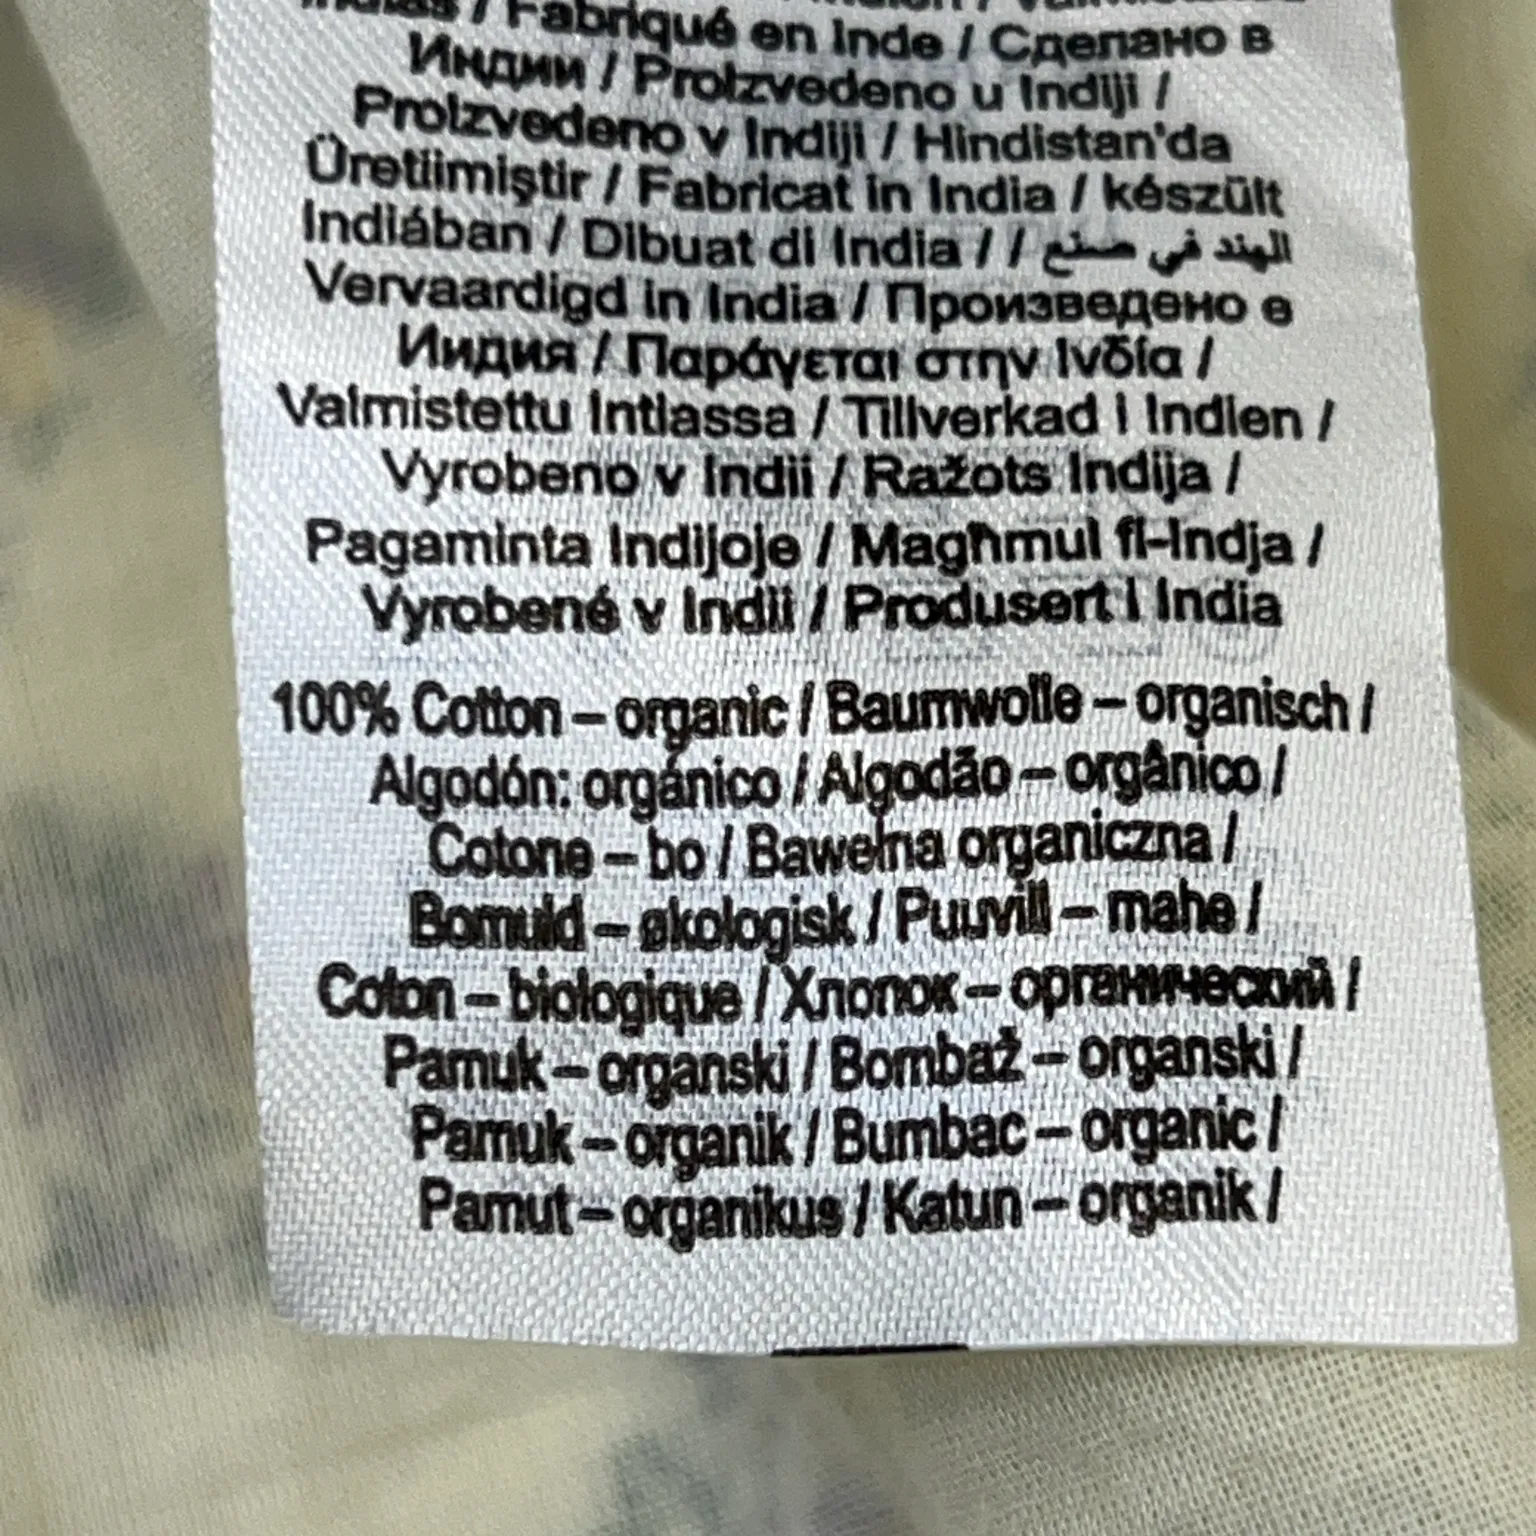 / Fabriqué en Inde / Сделано в
Индии / Proizvedeno u Indiji /
Proizvedeno v Indiji / Hindistan'da
Üretiimiştir / Fabricat in India / készült
Indiában / Dibuat di India / / الهند في صنع
Vervaardigd in India / Произведено в
Индия / Παράγεται στην Ινδία /
Valmistettu Intiassa / Tillverkad i Indien /
Vyrobeno v Indii / Ražots Indija /
Pagaminta Indijoje / Magħmul fl-Indja /
Vyrobené v Indii / Produsert i India
100% Cotton – organic / Baumwolle – organisch /
Algodón: orgánico / Algodão – orgânico /
Cotone – bo / Bawełna organiczna /
Bomuld – økologisk / Puuvill – mahe /
Coton – biologique / Хлопок – органический /
Pamuk – organski / Bombaž – organski /
Pamuk – organik / Bumbac – organic /
Pamut – organikus / Katun – organik /